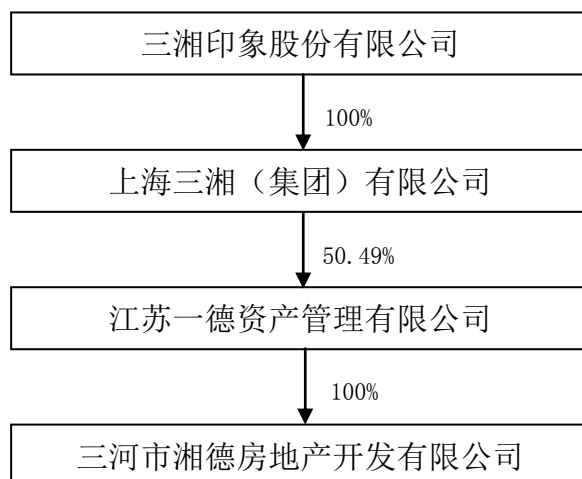 三湘印象股份有限公司
100%
上海三湘（集团）有限公司
50.49%
江苏一德资产管理有限公司
100%
三河市湘德房地产开发有限公司